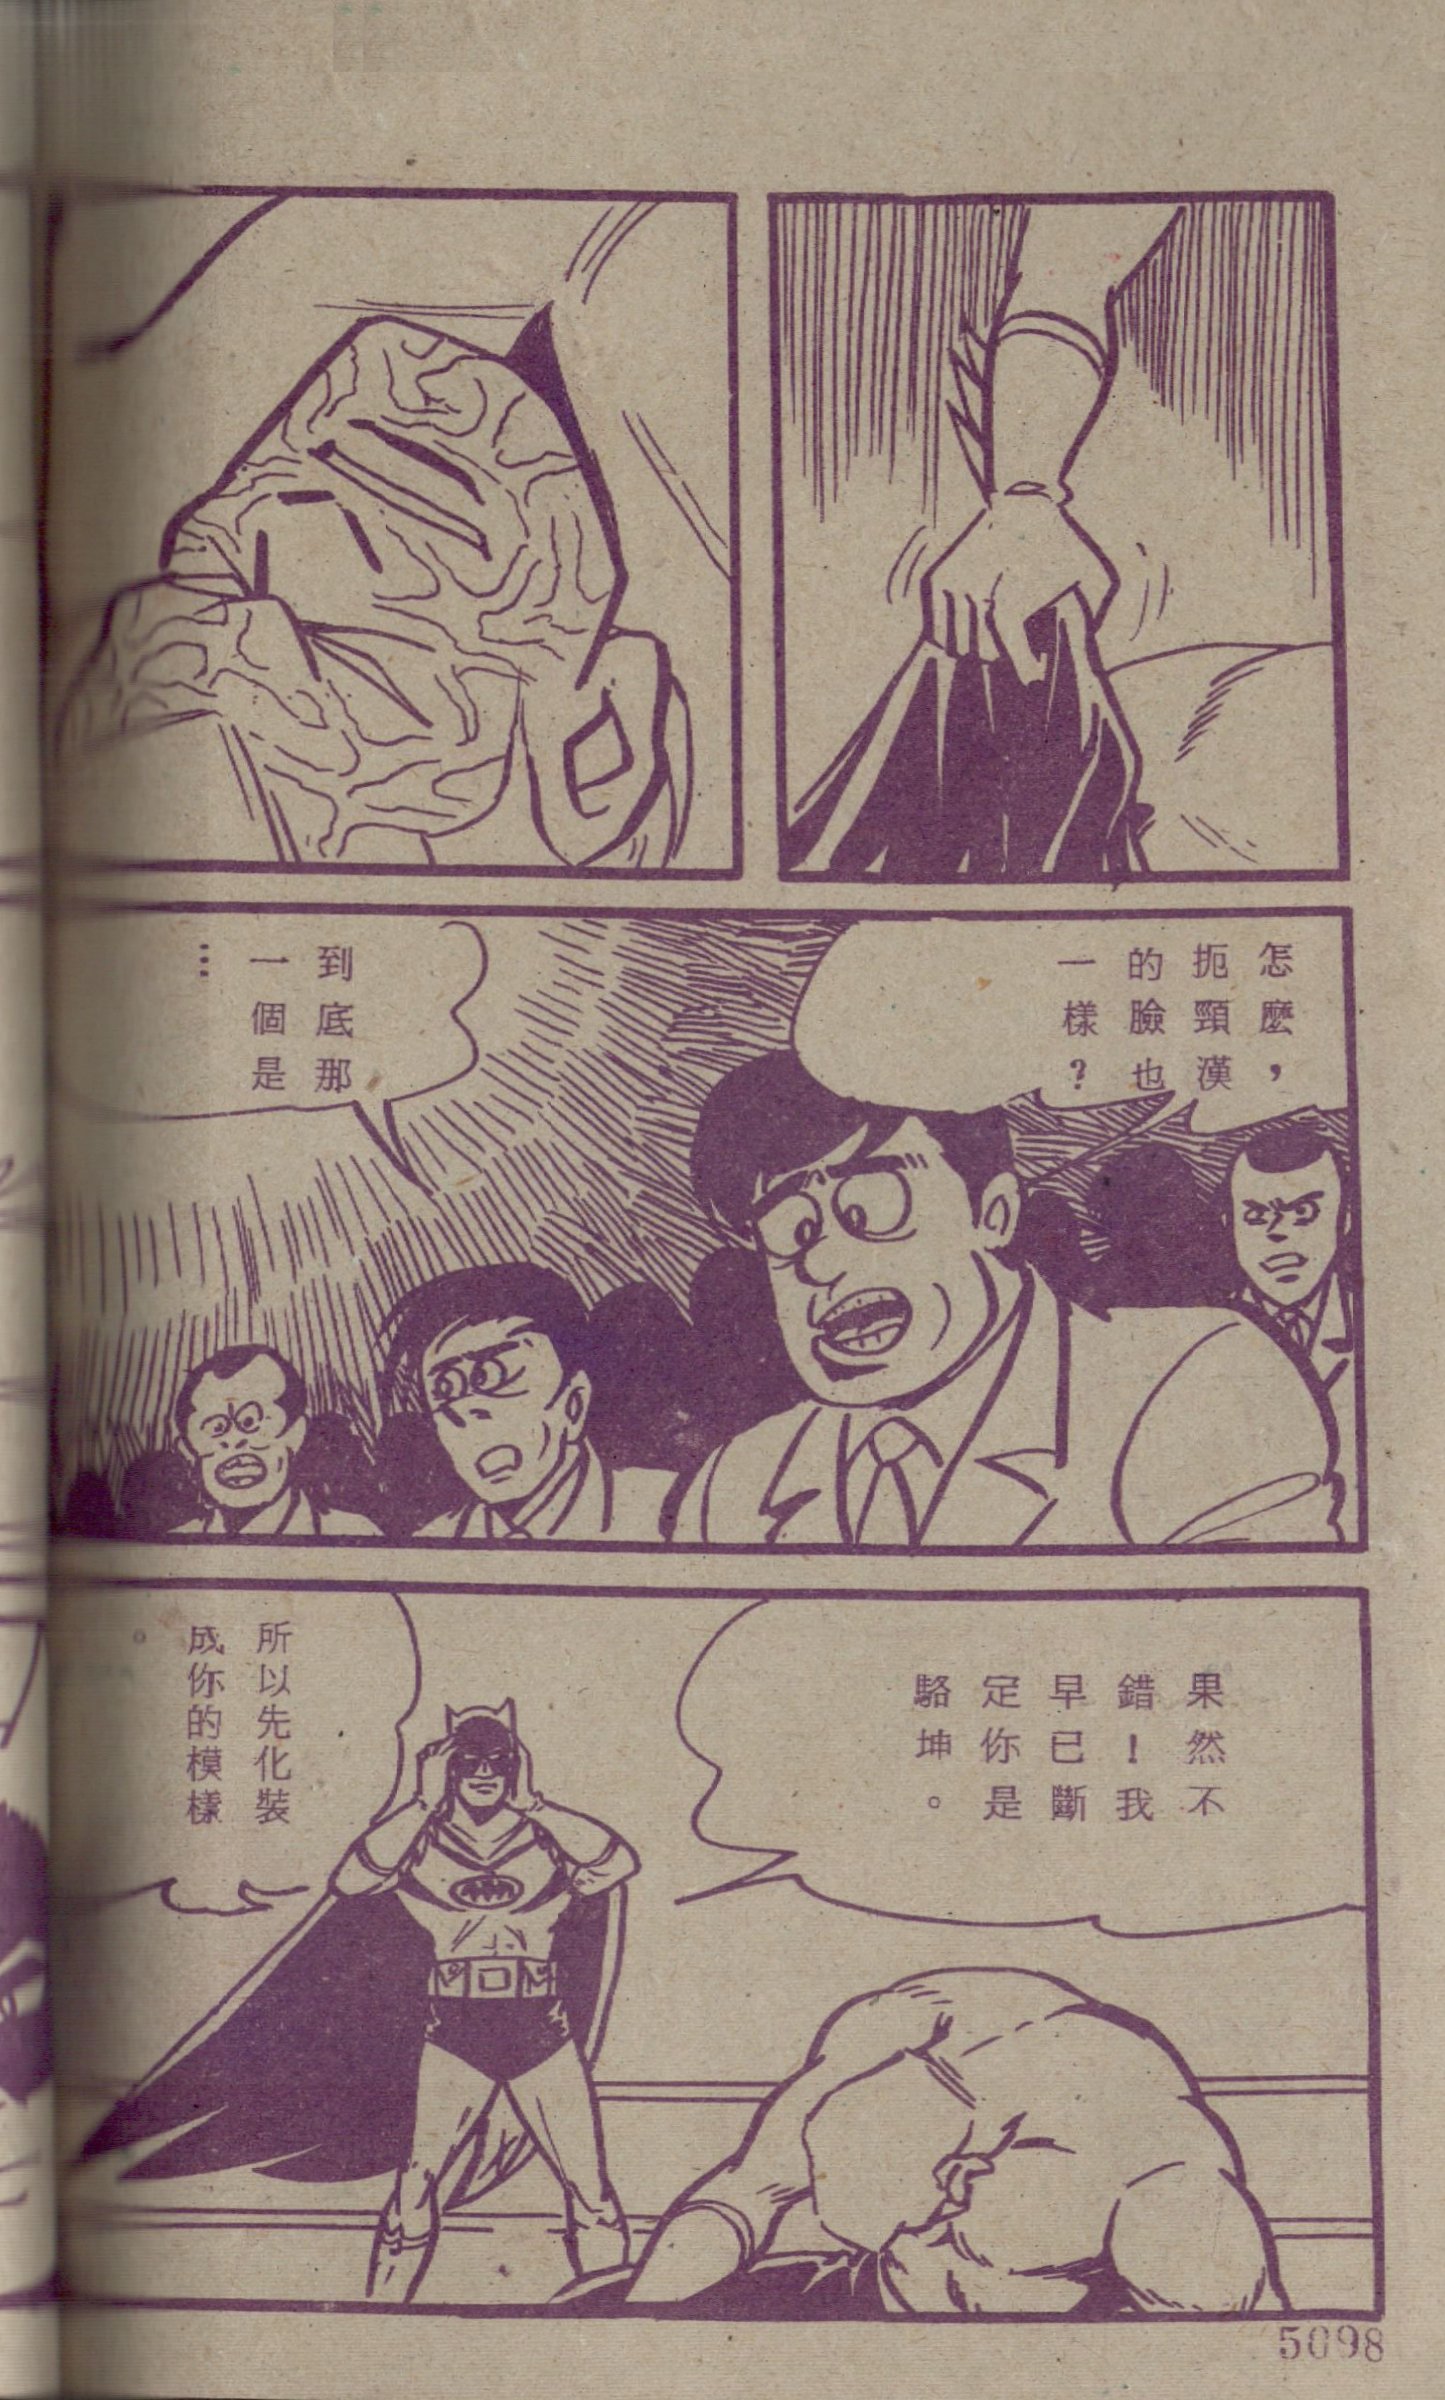 怎麼，
扼頸漢
的臉也
一樣？
到底那
一個是
…
果然不
錯！我
早已斷
定你是
駱坤。
所以先化裝
成你的模樣
。
5098